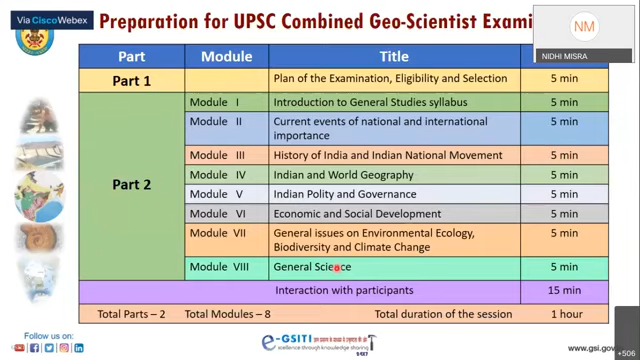 Via Cisco Webex
Preparation for UPSC Combined Geo-Scientist Exami
NM
NIDHI MISRA
Part Module Title
Part 1 Plan of the Examination, Eligibility and Selection 5 min
Part 2
Module I Introduction to General Studies syllabus 5 min
Module II Current events of national and international 5 min
importance
Module III History of India and Indian National Movement 5 min
Module IV Indian and World Geography 5 min
Module V Indian Polity and Governance 5 min
Module VI Economic and Social Development 5 min
Module VII General issues on Environmental Ecology, 5 min
Biodiversity and Climate Change
Module VIII General Science 5 min
Interaction with participants 15 min
Total Parts – 2 Total Modules – 8 Total duration of the session 1 hour
Follow us on:
e-GSITI
excellence through knowledge sharing
www.gsi.go
+506